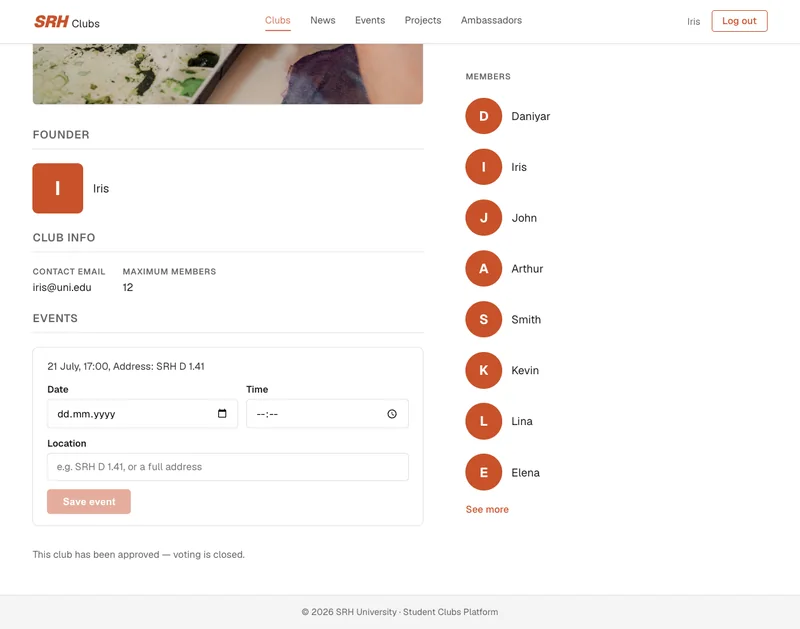 SRH Clubs
Clubs News Events Projects Ambassadors
Iris Log out
FOUNDER
I Iris
CLUB INFO
CONTACT EMAIL MAXIMUM MEMBERS
iris@uni.edu 12
EVENTS
21 July, 17:00, Address: SRH D 1.41
Date Time
dd.mm.yyyy --:--
Location
e.g. SRH D 1.41, or a full address
Save event
This club has been approved — voting is closed.
MEMBERS
D Daniyar
I Iris
J John
A Arthur
S Smith
K Kevin
L Lina
E Elena
See more
© 2026 SRH University · Student Clubs Platform